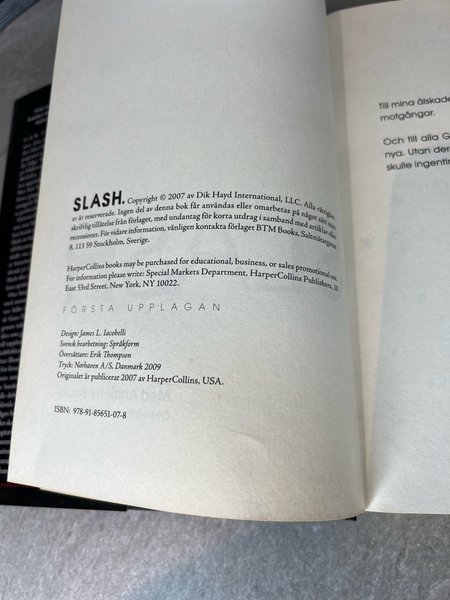 SLASH. Copyright © 2007 av Dik Hayd International, LLC. Alla rättigheter
är reserverade. Ingen del av denna bok får användas eller omarbetas på något sätt utan
skriftlig tillåtelse från förlaget, med undantag för korta utdrag i samband med artiklar eller
recensioner. För vidare information, vänligen kontakta förlaget BTM Books, Saltmätargatan
8, 113 59 Stockholm, Sverige.
HarperCollins books may be purchased for educational, business, or sales promotional use.
For information please write: Special Markets Department, HarperCollins Publishers, 10
East 53rd Street, New York, NY 10022.
FÖRSTA UPPLAGAN
Design: James L. Iacobelli
Svensk bearbetning: Språkform
Översättare: Erik Thompson
Tryck: Norhaven A/S, Danmark 2009
Originalet är publicerat 2007 av HarperCollins, USA.
ISBN: 978-91-85651-07-8
Till mina älskade
motgångar.
Och till alla G
nya. Utan der
skulle ingentin